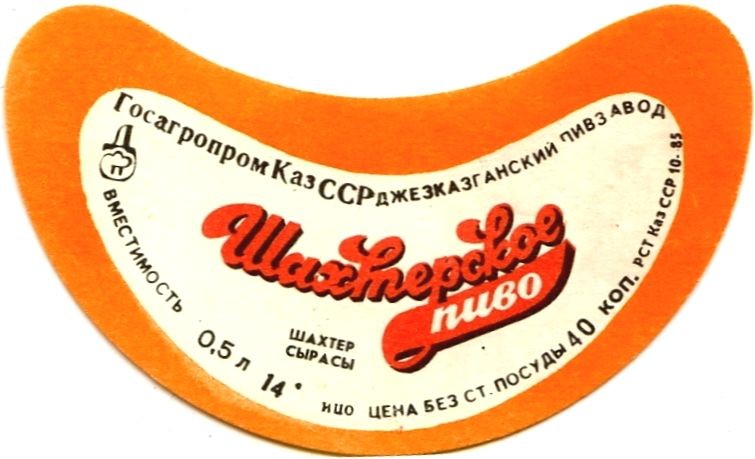 Госагропром Каз ССР ДЖЕЗКАЗГАНСКИЙ ПИВЗАВОД
Шахтерское
пиво
ШАХТЕР
СЫРАСЫ
ВМЕСТИМОСТЬ 0,5 л 14° НЦО ЦЕНА БЕЗ СТ. ПОСУДЫ 40 КОП. РСТ Каз ССР 10-85